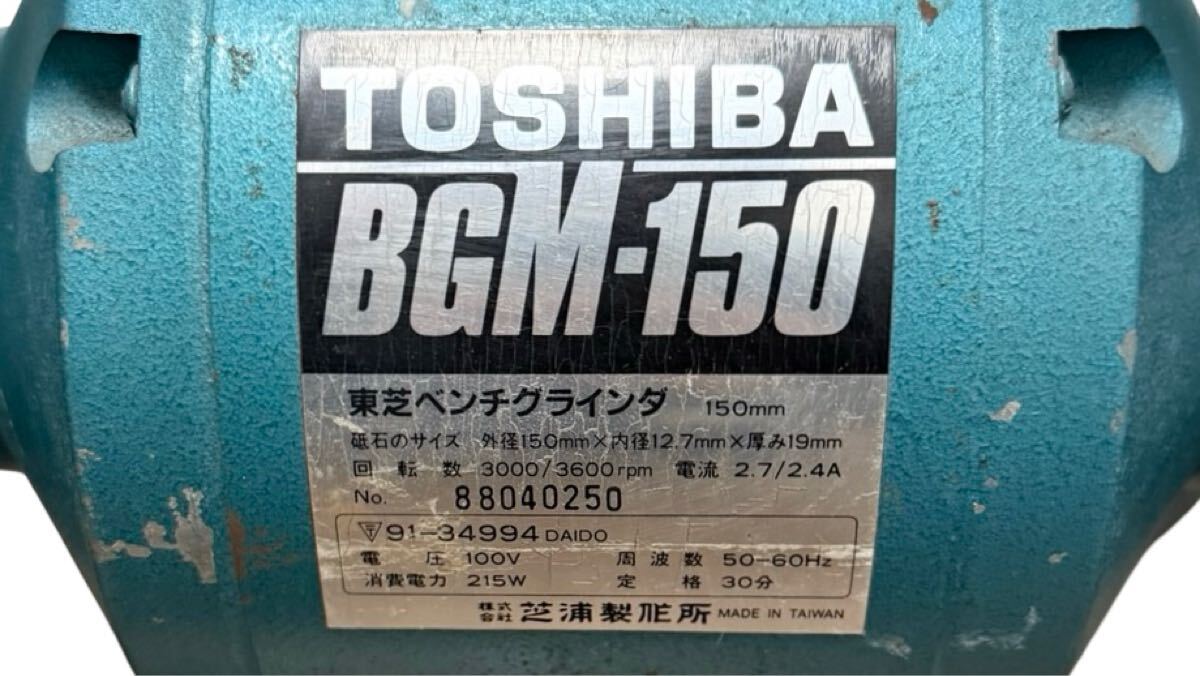 TOSHIBA
BGM-150
東芝ベンチグラインダ 150mm
砥石のサイズ 外径150mm×内径12.7mm×厚み19mm
回転数 3000/3600rpm 電流 2.7/2.4A
No. 88040250
〒91-34994 DAIDO
電圧 100V 周波数 50-60Hz
消費電力 215W 定格 30分
株式会社 芝浦製作所 MADE IN TAIWAN